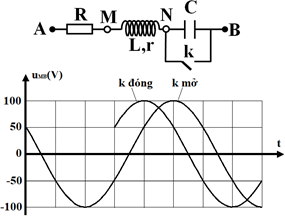 A R M L,r N C B
k
u_MB(V)
k đóng k mở
100
50
0
-50
-100
t